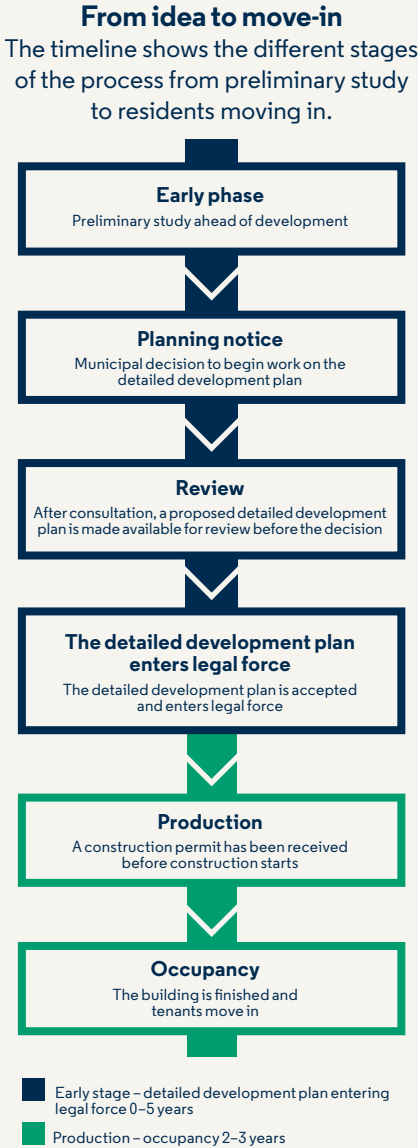 From idea to move-in
The timeline shows the different stages
of the process from preliminary study
to residents moving in.
Early phase
Preliminary study ahead of development
Planning notice
Municipal decision to begin work on the
detailed development plan
Review
After consultation, a proposed detailed development
plan is made available for review before the decision
The detailed development plan
enters legal force
The detailed development plan is accepted
and enters legal force
Production
A construction permit has been received
before construction starts
Occupancy
The building is finished and
tenants move in
Early stage – detailed development plan entering
legal force 0–5 years
Production – occupancy 2–3 years